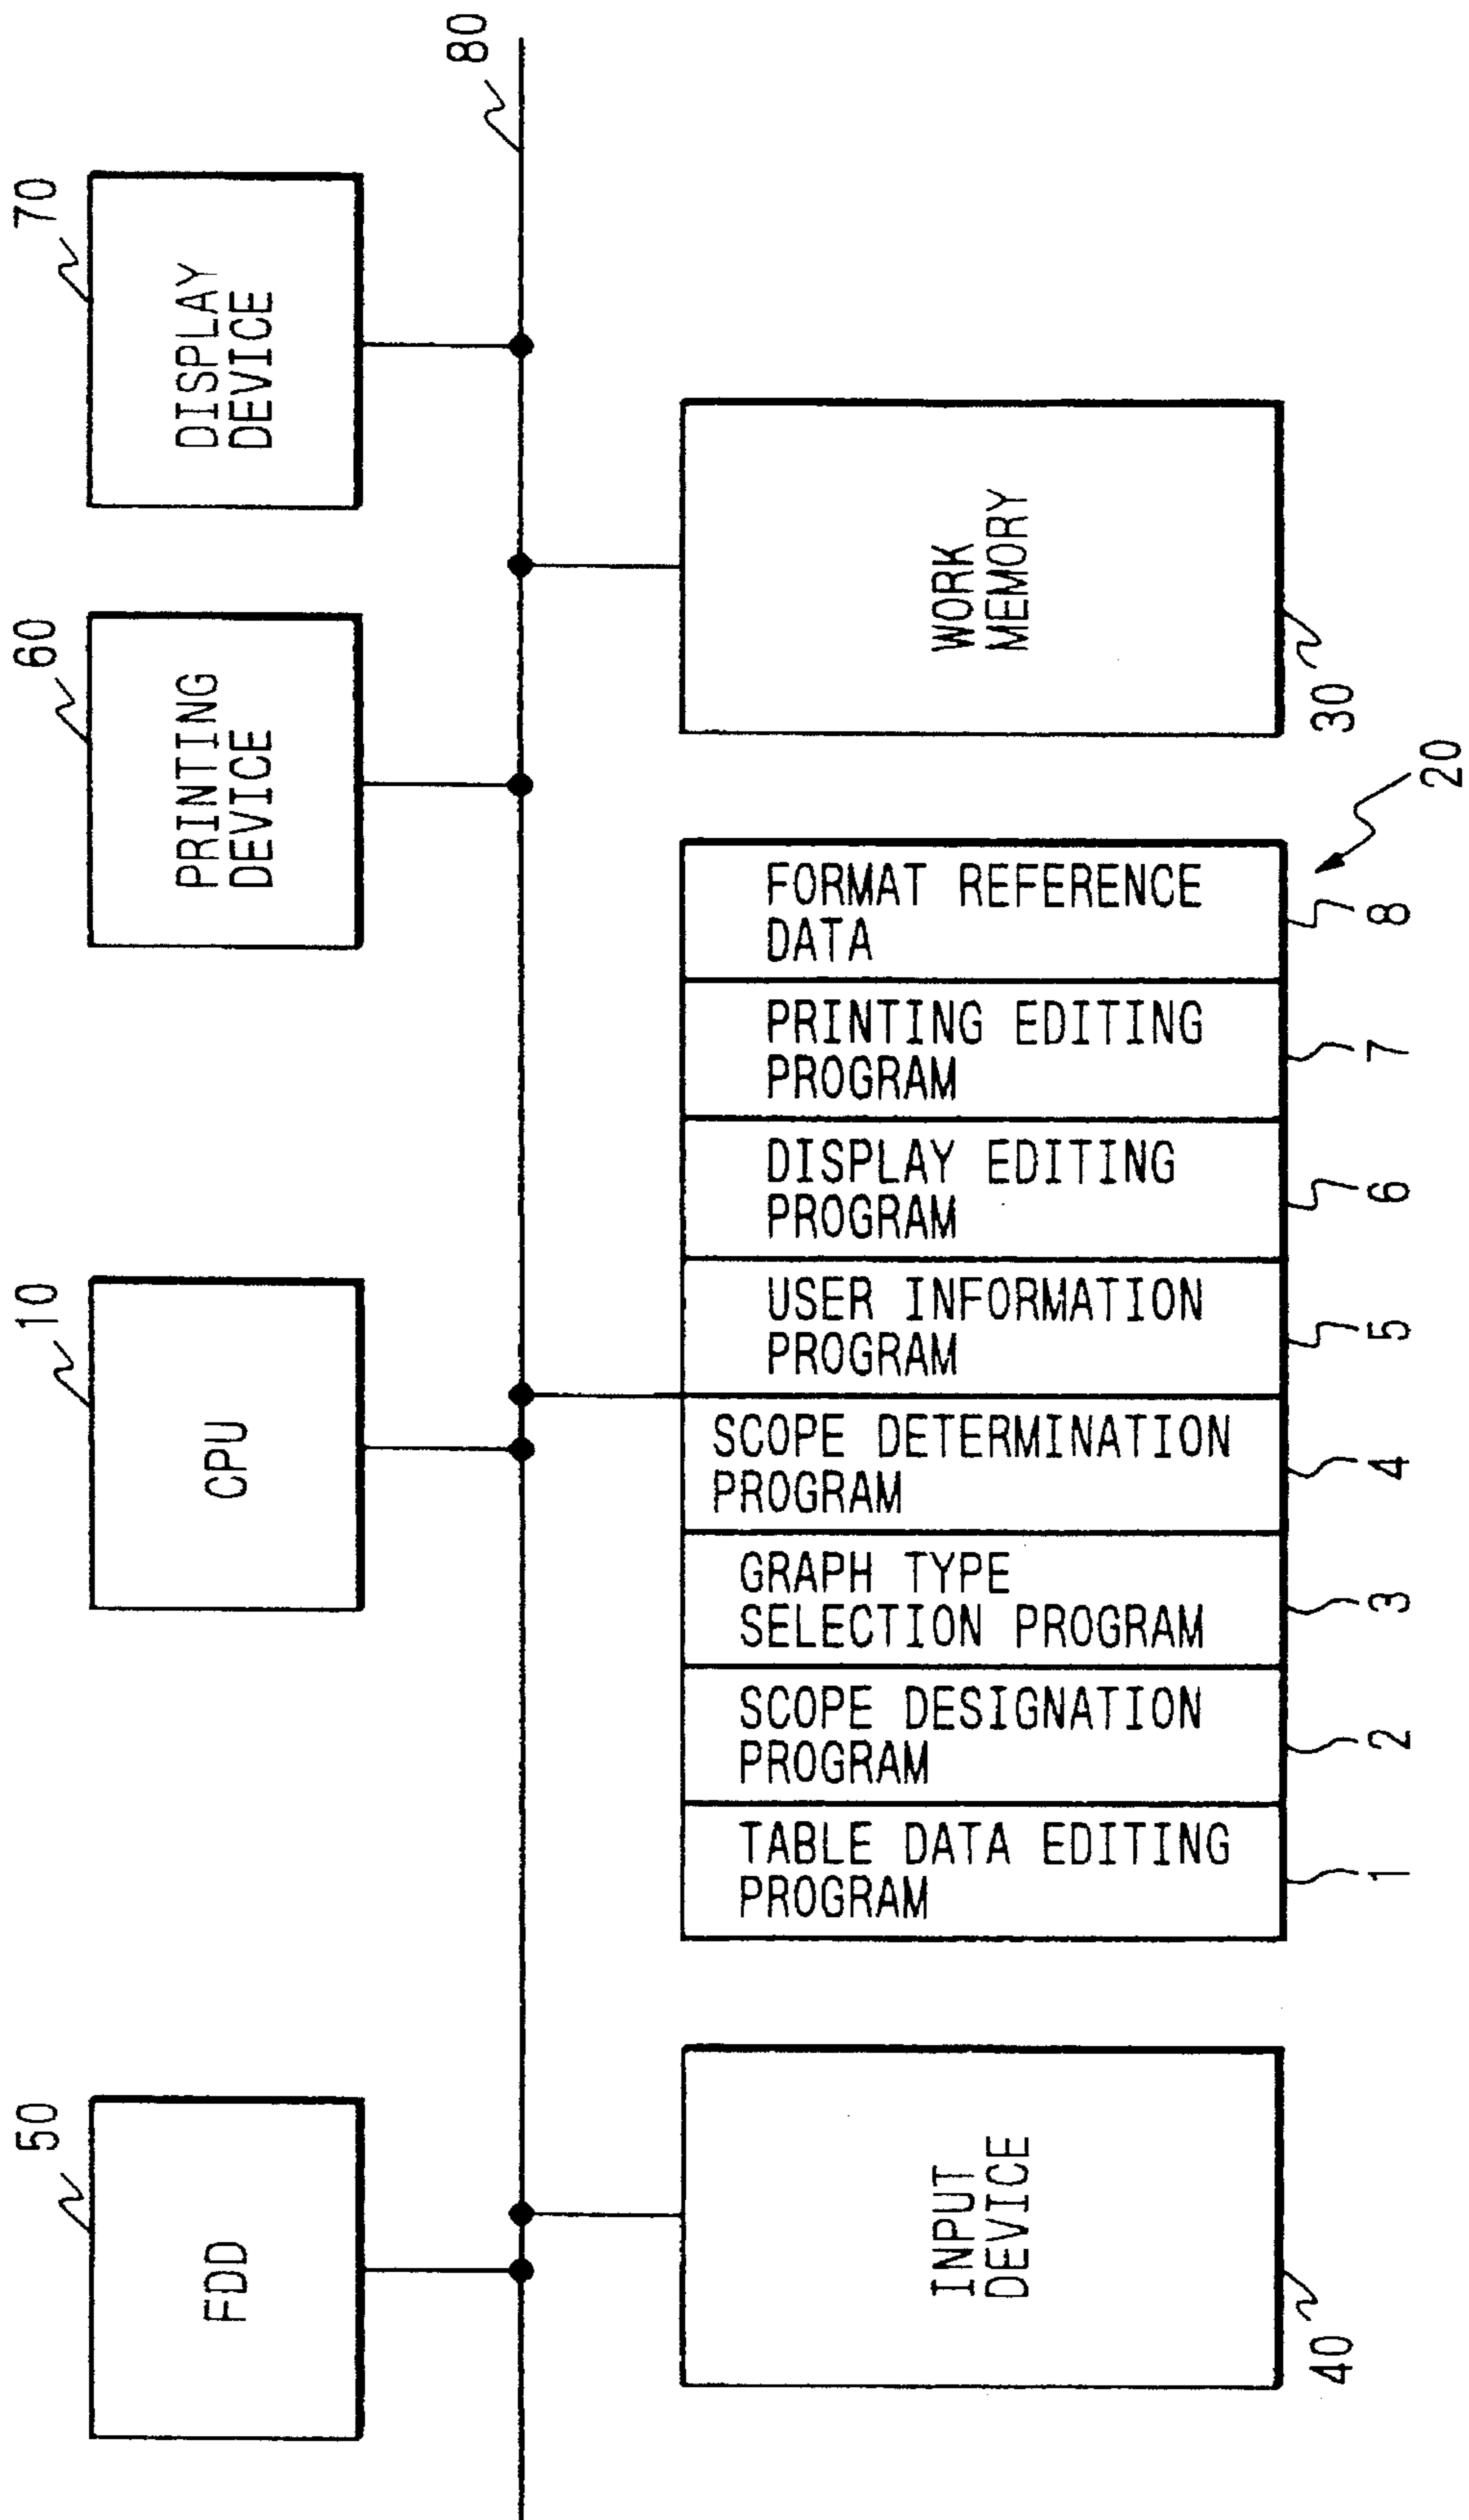 50
FDD
10
CPU
60
PRINTING
DEVICE
70
DISPLAY
DEVICE
80
INPUT
DEVICE
40
TABLE DATA EDITING
PROGRAM
1
SCOPE DESIGNATION
PROGRAM
2
GRAPH TYPE
SELECTION PROGRAM
3
SCOPE DETERMINATION
PROGRAM
4
USER INFORMATION
PROGRAM
5
DISPLAY EDITING
PROGRAM
6
PRINTING EDITING
PROGRAM
7
FORMAT REFERENCE
DATA
8
20
WORK
MEMORY
30